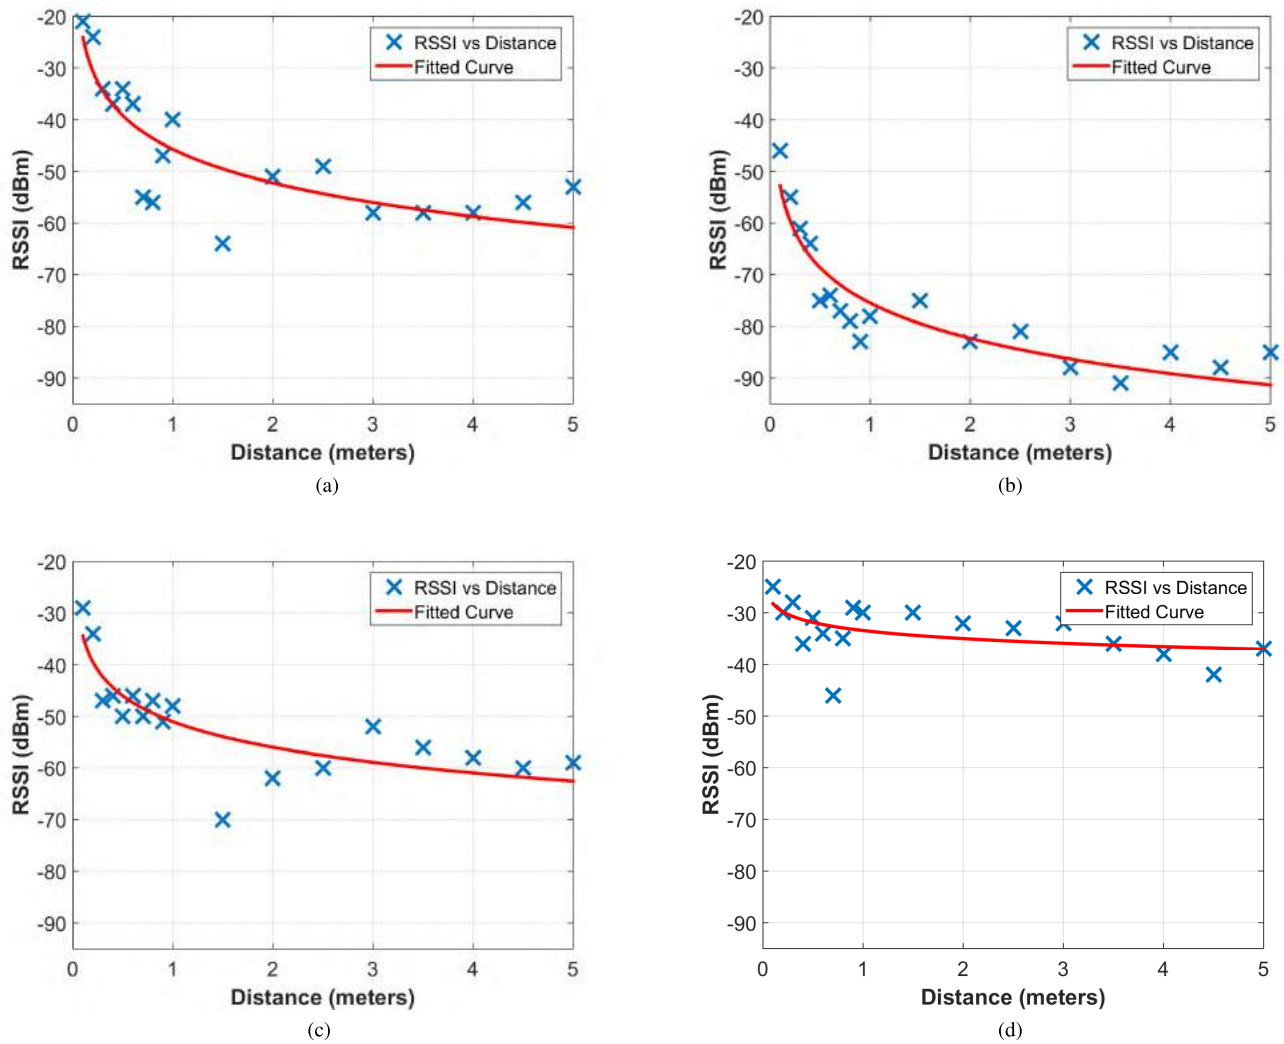 -20
-30
-40
-50
-60
-70
-80
-90
RSSI (dBm)
RSSI vs Distance
Fitted Curve
0 1 2 3 4 5
Distance (meters)
(a)
-20
-30
-40
-50
-60
-70
-80
-90
RSSI (dBm)
RSSI vs Distance
Fitted Curve
0 1 2 3 4 5
Distance (meters)
(b)
-20
-30
-40
-50
-60
-70
-80
-90
RSSI (dBm)
RSSI vs Distance
Fitted Curve
0 1 2 3 4 5
Distance (meters)
(c)
-20
-30
-40
-50
-60
-70
-80
-90
RSSI (dBm)
RSSI vs Distance
Fitted Curve
0 1 2 3 4 5
Distance (meters)
(d)